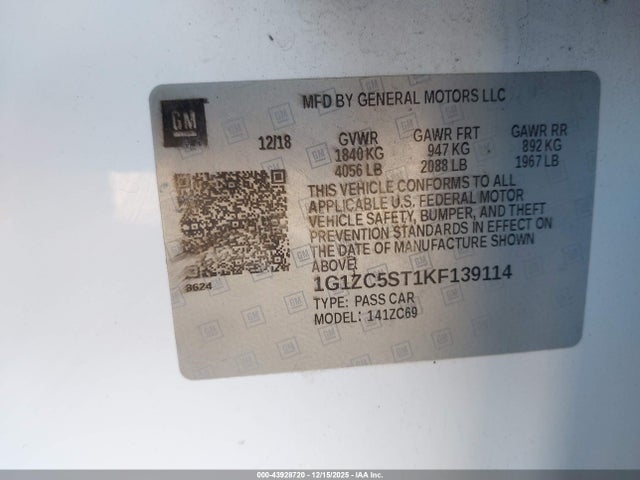 MFD BY GENERAL MOTORS LLC
GM
12/18 GVWR GAWR FRT GAWR RR
1840 KG 947 KG 892 KG
4056 LB 2088 LB 1967 LB
THIS VEHICLE CONFORMS TO ALL
APPLICABLE U.S. FEDERAL MOTOR
VEHICLE SAFETY, BUMPER, AND THEFT
PREVENTION STANDARDS IN EFFECT ON
THE DATE OF MANUFACTURE SHOWN
ABOVE!
3624
1G1ZC5ST1KF139114
TYPE: PASS CAR
MODEL: 141ZC69
000-43928720 - 12/15/2025 - IAA Inc.